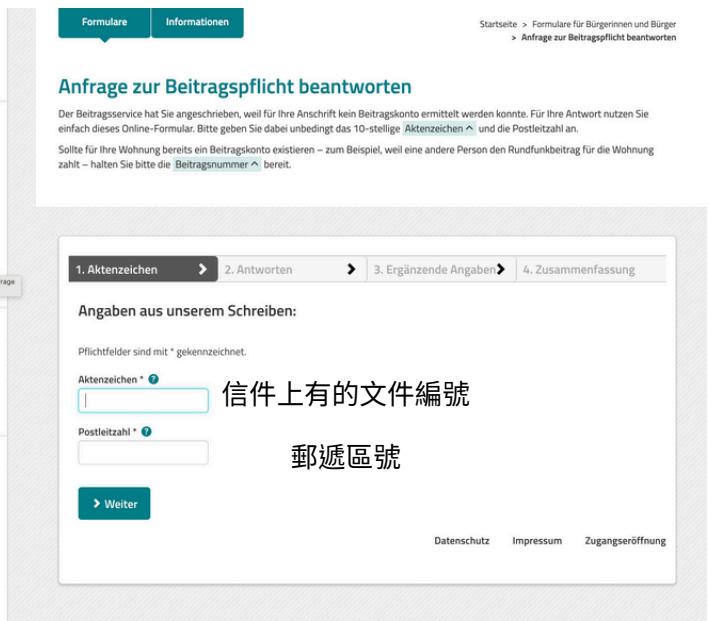 Formulare
Informationen
Startseite > Formulare für Bürgerinnen und Bürger
> Anfrage zur Beitragspflicht beantworten
Anfrage zur Beitragspflicht beantworten
Der Beitragsservice hat Sie angeschrieben, weil für Ihre Anschrift kein Beitragskonto ermittelt werden konnte. Für Ihre Antwort nutzen Sie
einfach dieses Online-Formular. Bitte geben Sie dabei unbedingt das 10-stellige Aktenzeichen und die Postleitzahl an.
Sollte für Ihre Wohnung bereits ein Beitragskonto existieren – zum Beispiel, weil eine andere Person den Rundfunkbeitrag für die Wohnung
zahlt – halten Sie bitte die Beitragsnummer bereit.
rage
1. Aktenzeichen
2. Antworten
3. Ergänzende Angaben
4. Zusammenfassung
Angaben aus unserem Schreiben:
Pflichtfelder sind mit * gekennzeichnet.
Aktenzeichen * ?
信件上有的文件編號
Postleitzahl * ?
郵遞區號
Weiter
Datenschutz
Impressum
Zugangseröffnung